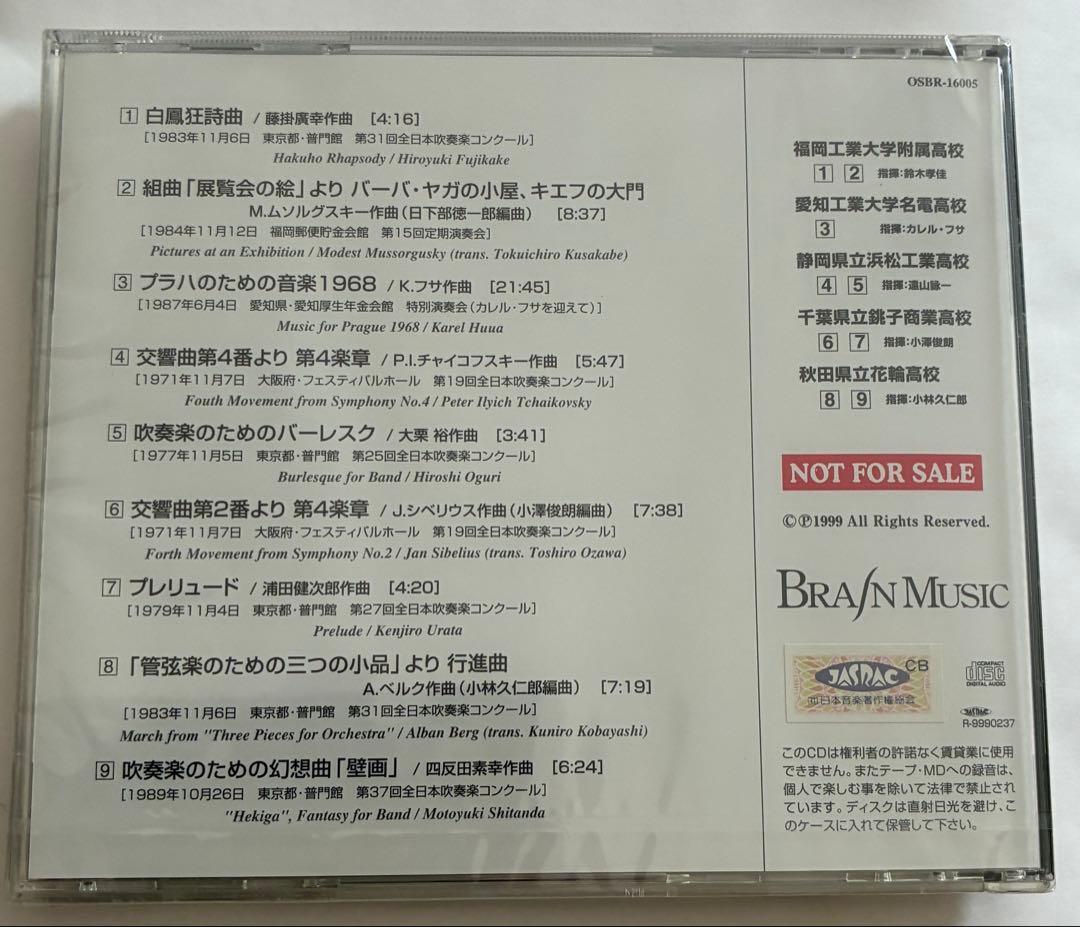 1 白鳳狂詩曲 / 藤掛廣幸作曲 [4:16]
[1983年11月6日 東京都・普門館 第31回全日本吹奏楽コンクール]
Hakuho Rhapsody / Hiroyuki Fujikake
2 組曲「展覧会の絵」より バーバ・ヤガの小屋、キエフの大門
M.ムソルグスキー作曲(日下部徳一郎編曲) [8:37]
[1984年11月12日 福岡郵便貯金会館 第15回定期演奏会]
Pictures at an Exhibition / Modest Mussorgusky (trans. Tokuichiro Kusakabe)
3 プラハのための音楽1968 / K.フサ作曲 [21:45]
[1987年6月4日 愛知県・愛知厚生年金会館 特別演奏会(カレル・フサを迎えて)]
Music for Prague 1968 / Karel Huua
4 交響曲第4番より 第4楽章 / P.I.チャイコフスキー作曲 [5:47]
[1971年11月7日 大阪府・フェスティバルホール 第19回全日本吹奏楽コンクール]
Fouth Movement from Symphony No.4 / Peter Ilyich Tchaikovsky
5 吹奏楽のためのバーレスク / 大栗 裕作曲 [3:41]
[1977年11月5日 東京都・普門館 第25回全日本吹奏楽コンクール]
Burlesque for Band / Hiroshi Oguri
6 交響曲第2番より 第4楽章 / J.シベリウス作曲(小澤俊朗編曲) [7:38]
[1971年11月7日 大阪府・フェスティバルホール 第19回全日本吹奏楽コンクール]
Forth Movement from Symphony No.2 / Jan Sibelius (trans. Toshiro Ozawa)
7 プレリュード / 浦田健次郎作曲 [4:20]
[1979年11月4日 東京都・普門館 第27回全日本吹奏楽コンクール]
Prelude / Kenjiro Urata
8 「管弦楽のための三つの小品」より 行進曲
A.ベルク作曲(小林久仁郎編曲) [7:19]
[1983年11月6日 東京都・普門館 第31回全日本吹奏楽コンクール]
March from "Three Pieces for Orchestra" / Alban Berg (trans. Kuniro Kobayashi)
9 吹奏楽のための幻想曲「壁画」 / 四反田素幸作曲 [6:24]
[1989年10月26日 東京都・普門館 第37回全日本吹奏楽コンクール]
"Hekiga", Fantasy for Band / Motoyuki Shitanda
OSBR-16005
福岡工業大学附属高校
1 2 指揮:鈴木孝佳
愛知工業大学名電高校
3 指揮:カレル・フサ
静岡県立浜松工業高校
4 5 指揮:遠山詠一
千葉県立銚子商業高校
6 7 指揮:小澤俊朗
秋田県立花輪高校
8 9 指揮:小林久仁郎
NOT FOR SALE
©℗1999 All Rights Reserved.
BRAIN MUSIC
JASRAC CB
日本音楽著作権協会
COMPACT
disc
DIGITAL AUDIO
JASRAC
R-9990237
このCDは権利者の許諾なく賃貸業に使用
できません。またテープ・MDへの録音は、
個人で楽しむ事を除いて法律で禁止され
ています。ディスクは直射日光を避け、こ
のケースに入れて保管して下さい。